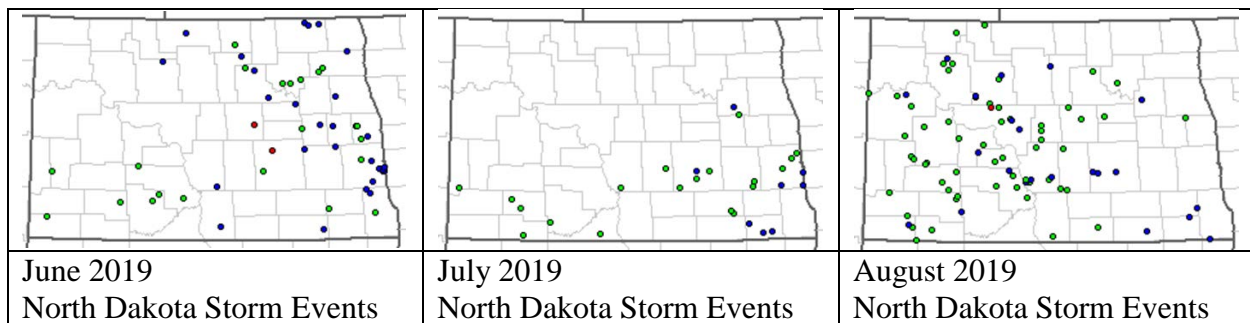 June 2019
North Dakota Storm Events
July 2019
North Dakota Storm Events
August 2019
North Dakota Storm Events